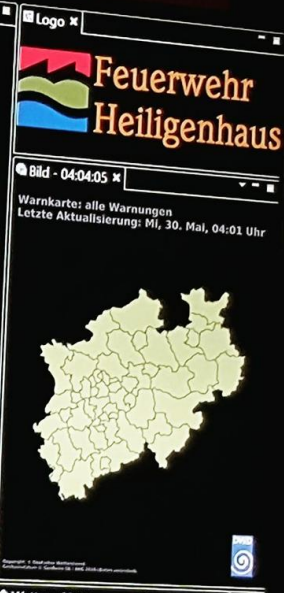 Logo
Feuerwehr
Heiligenhaus
Bild - 04:04:05
Warnkarte: alle Warnungen
Letzte Aktualisierung: Mi, 30. Mai, 04:01 Uhr
DWD